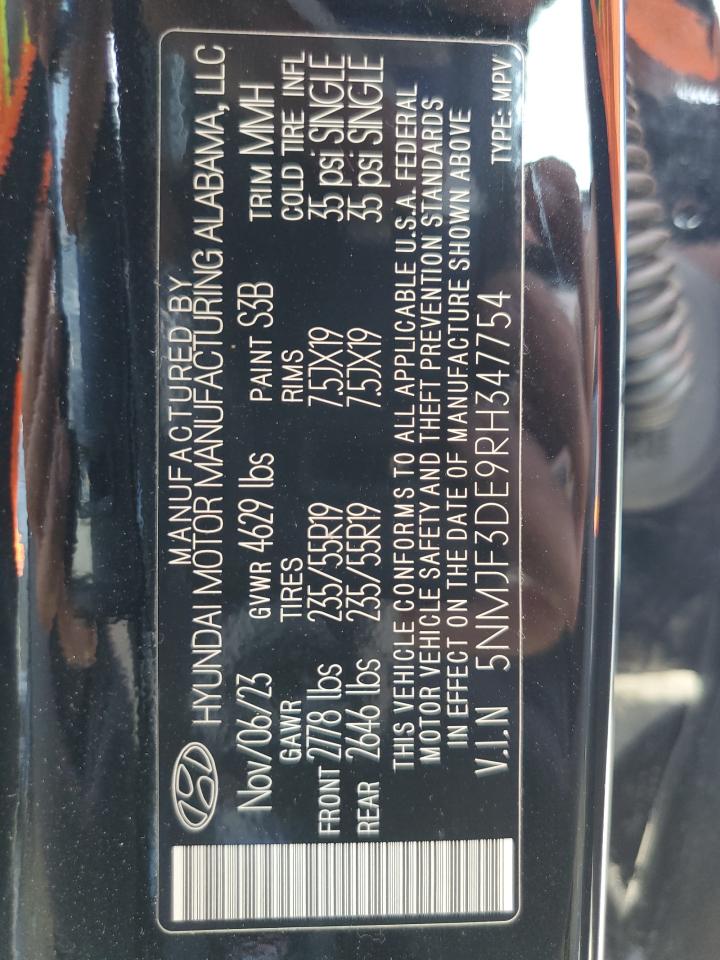 MANUFACTURED BY
HYUNDAI MOTOR MANUFACTURING ALABAMA, LLC
Nov/06/23 GVWR 4629 lbs PAINT S3B TRIM MMH
GAWR TIRES RIMS COLD TIRE INFL
FRONT 2778 lbs 235/55R19 7.5JX19 35 psi SINGLE
REAR 2646 lbs 235/55R19 7.5JX19 35 psi SINGLE
THIS VEHICLE CONFORMS TO ALL APPLICABLE U.S.A. FEDERAL
MOTOR VEHICLE SAFETY AND THEFT PREVENTION STANDARDS
IN EFFECT ON THE DATE OF MANUFACTURE SHOWN ABOVE
V.I.N 5NMJF3DE9RH347754 TYPE: MPV